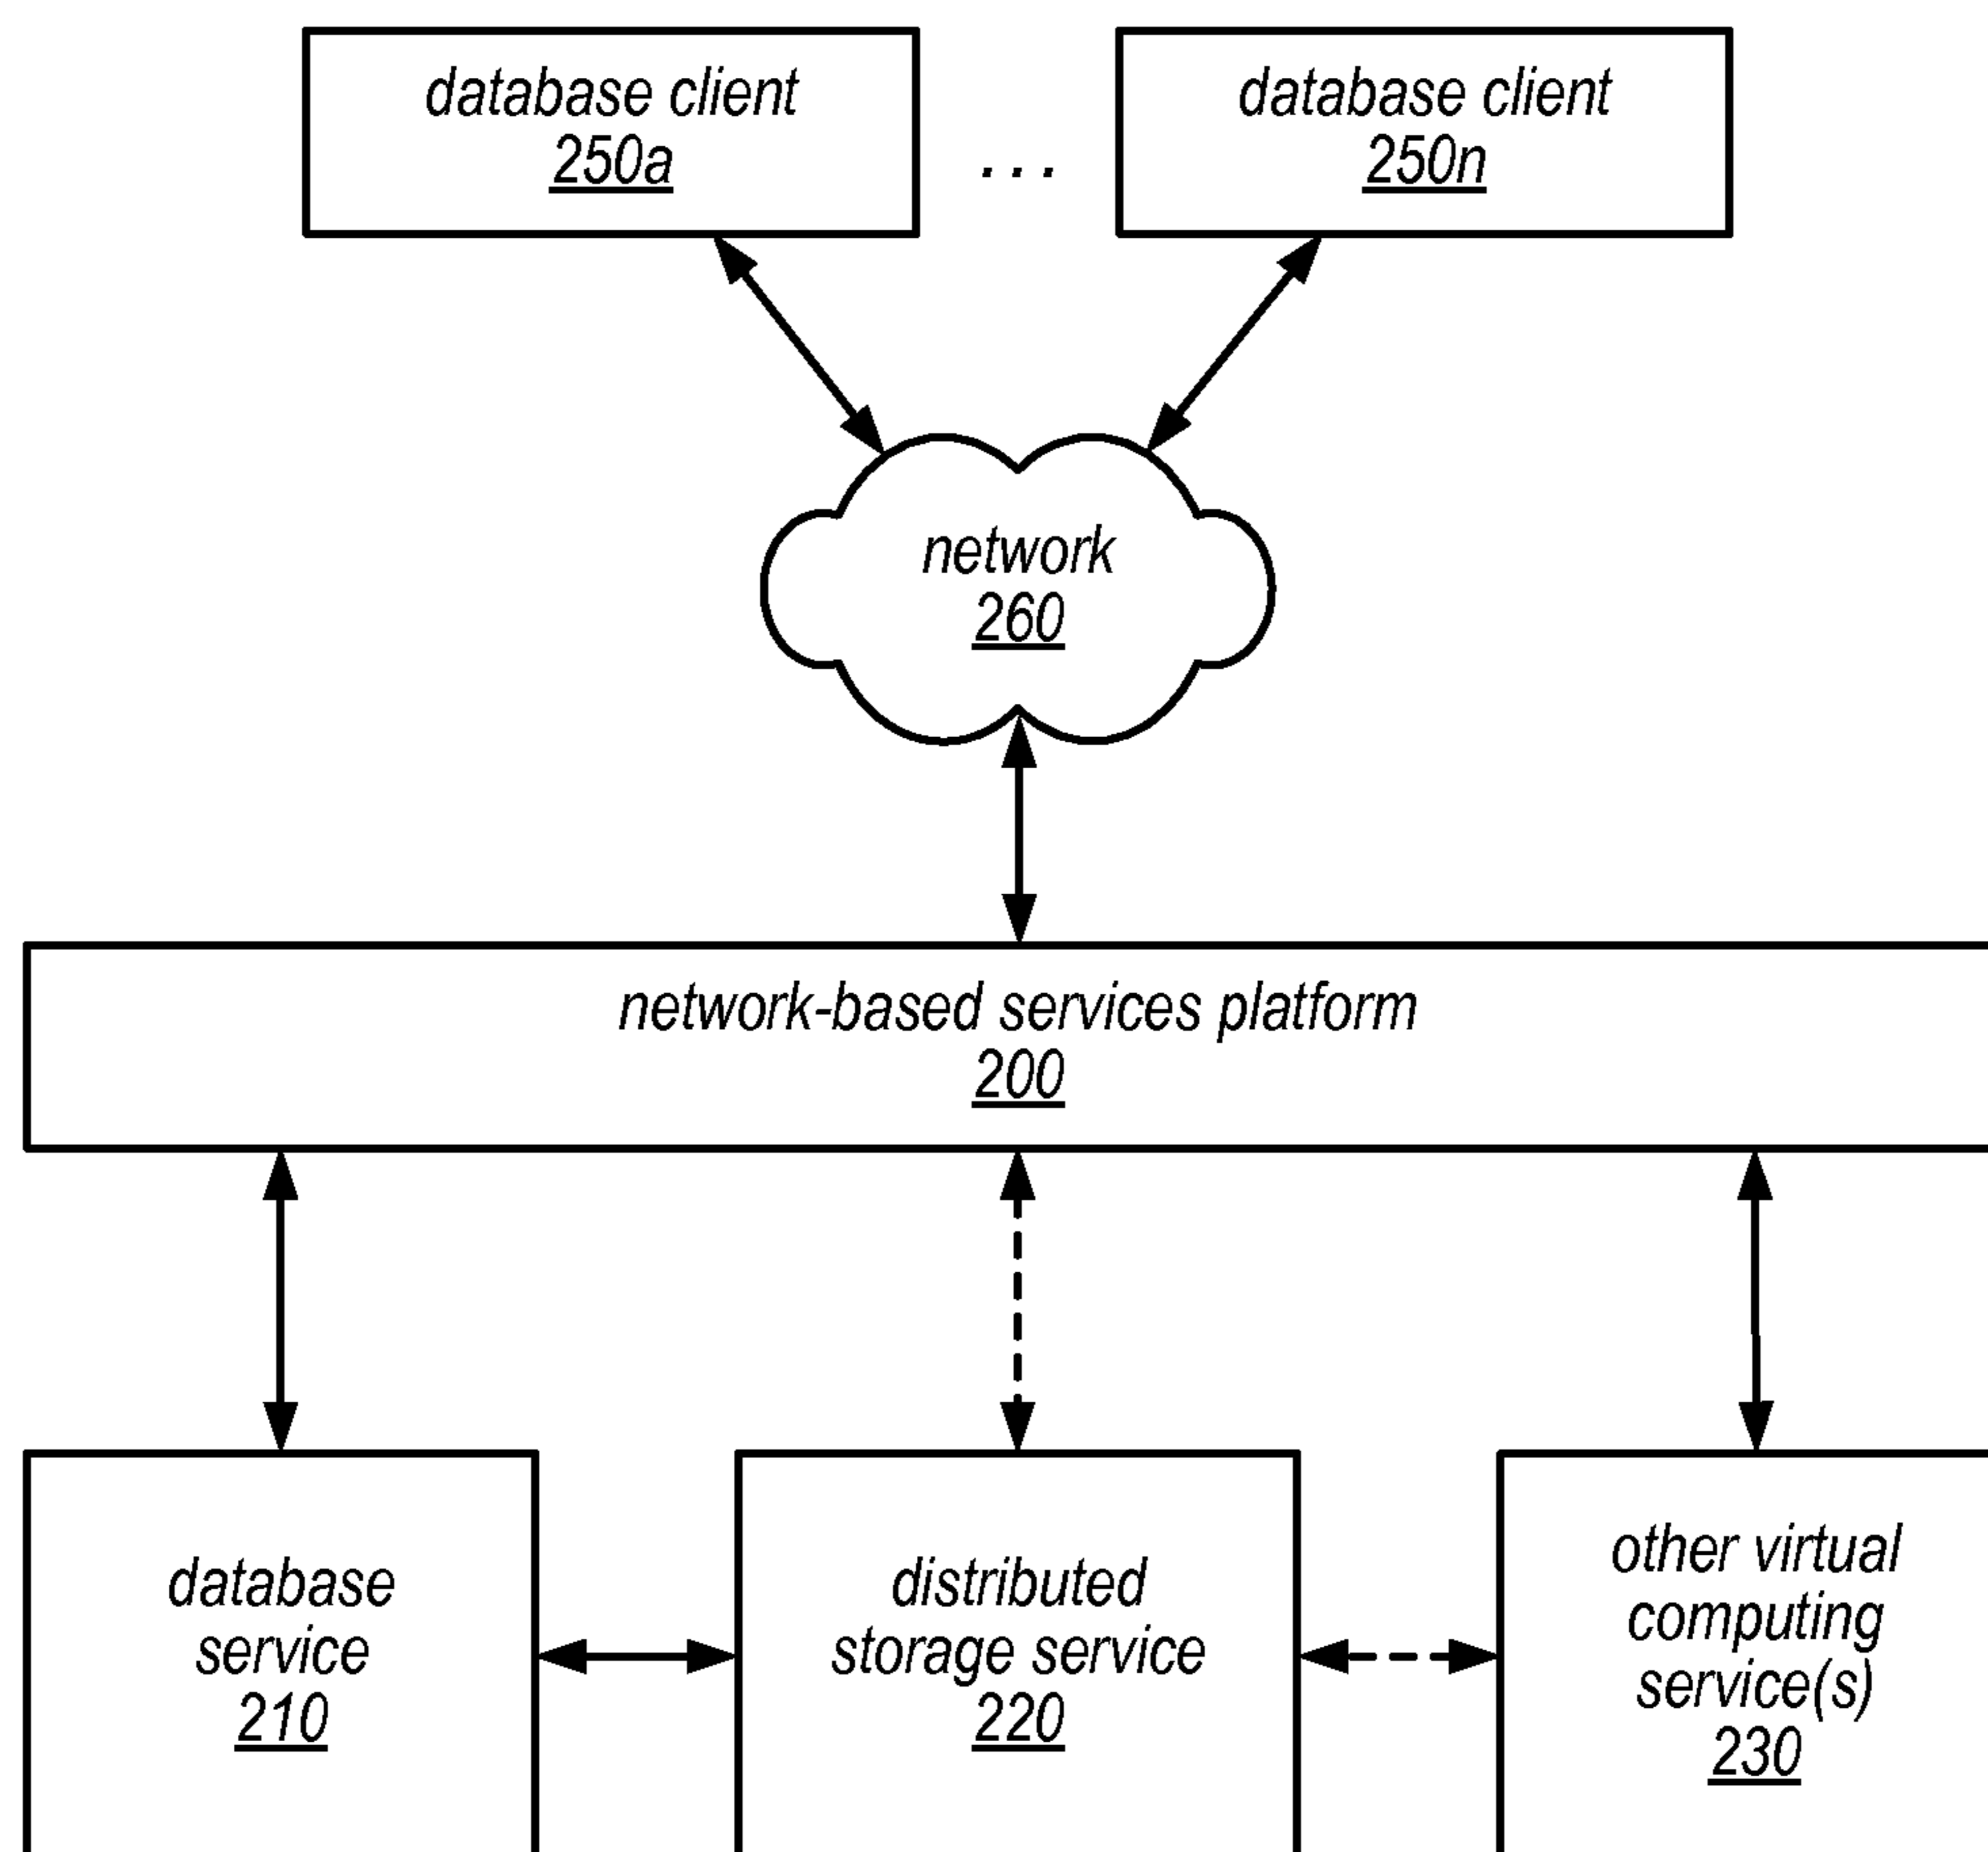 database client
250a
...
database client
250n
network
260
network-based services platform
200
database
service
210
distributed
storage service
220
other virtual
computing
service(s)
230